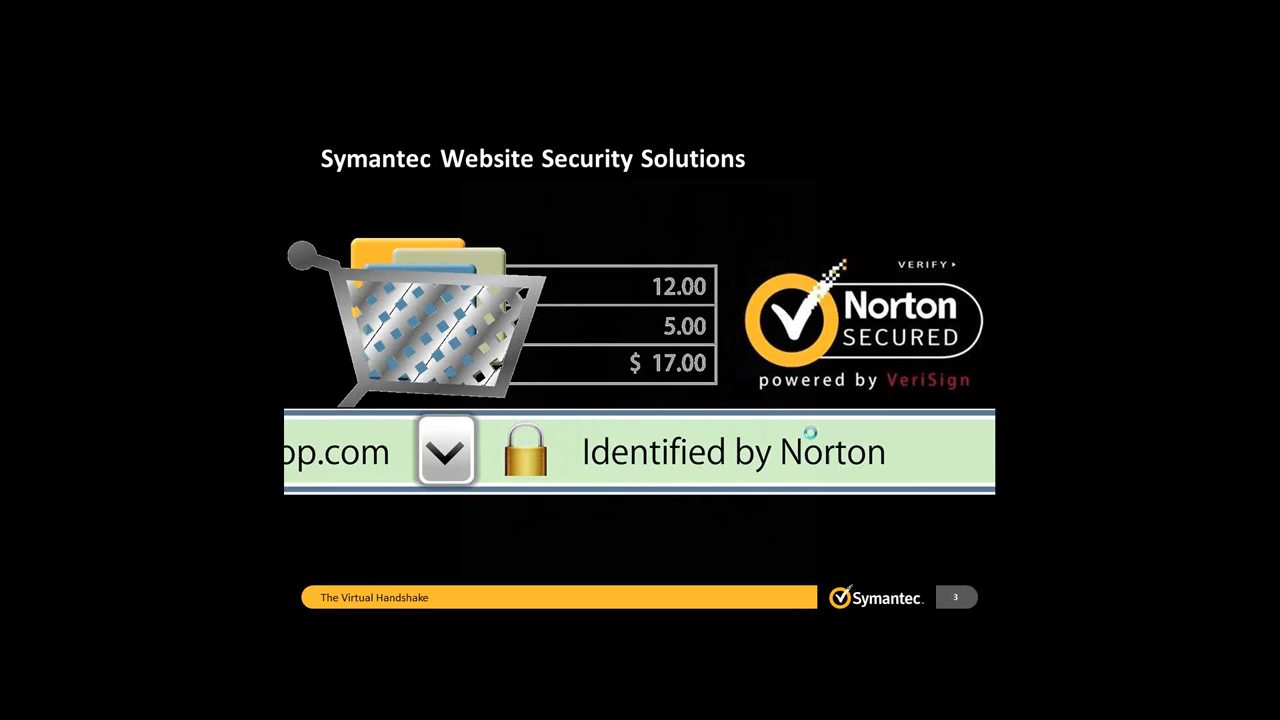 Symantec Website Security Solutions
12.00
5.00
$ 17.00
VERIFY
Norton
SECURED
powered by VeriSign
op.com
Identified by Norton
The Virtual Handshake
Symantec.
3